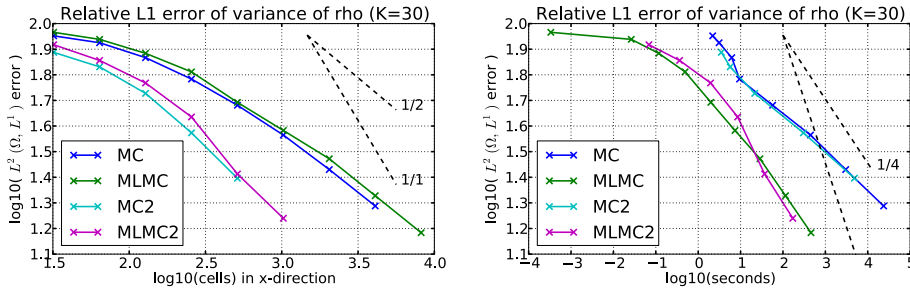 Relative L1 error of variance of rho (K=30)
log10( L² (Ω, L¹) error)
2.0
1.9
1.8
1.7
1.6
1.5
1.4
1.3
1.2
1.1
1/2
1/1
MC
MLMC
MC2
MLMC2
1.5 2.0 2.5 3.0 3.5 4.0
log10(cells) in x-direction
Relative L1 error of variance of rho (K=30)
log10( L² (Ω, L¹) error)
2.0
1.9
1.8
1.7
1.6
1.5
1.4
1.3
1.2
1.1
1/4
MC
MLMC
MC2
MLMC2
−4 −3 −2 −1 0 1 2 3 4 5
log10(seconds)